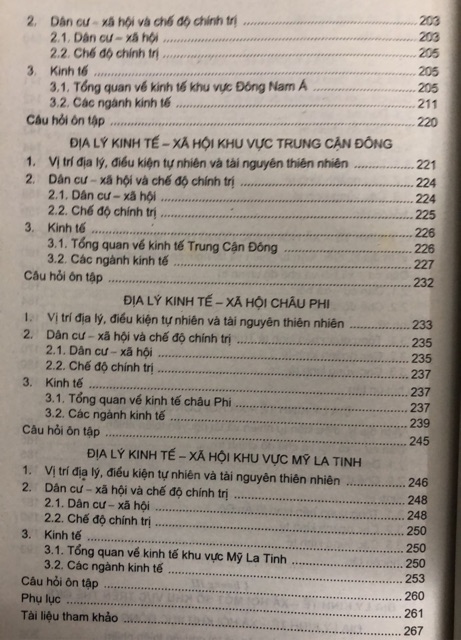 2. Dân cư – xã hội và chế độ chính trị 203
2.1. Dân cư – xã hội 203
2.2. Chế độ chính trị 205
3. Kinh tế 205
3.1. Tổng quan về kinh tế khu vực Đông Nam Á 205
3.2. Các ngành kinh tế 211
Câu hỏi ôn tập 220
ĐỊA LÝ KINH TẾ – XÃ HỘI KHU VỰC TRUNG CẬN ĐÔNG
1. Vị trí địa lý, điều kiện tự nhiên và tài nguyên thiên nhiên 221
2. Dân cư – xã hội và chế độ chính trị 224
2.1. Dân cư – xã hội 224
2.2. Chế độ chính trị 225
3. Kinh tế 226
3.1. Tổng quan về kinh tế Trung Cận Đông 226
3.2. Các ngành kinh tế 227
Câu hỏi ôn tập 232
ĐỊA LÝ KINH TẾ – XÃ HỘI CHÂU PHI
1. Vị trí địa lý, điều kiện tự nhiên và tài nguyên thiên nhiên 233
2. Dân cư – xã hội và chế độ chính trị 235
2.1. Dân cư – xã hội 235
2.2. Chế độ chính trị 237
3. Kinh tế 237
3.1. Tổng quan về kinh tế châu Phi 237
3.2. Các ngành kinh tế 239
Câu hỏi ôn tập 245
ĐỊA LÝ KINH TẾ – XÃ HỘI KHU VỰC MỸ LA TINH
1. Vị trí địa lý, điều kiện tự nhiên và tài nguyên thiên nhiên 246
2. Dân cư – xã hội và chế độ chính trị 248
2.1. Dân cư – xã hội 248
2.2. Chế độ chính trị 250
3. Kinh tế 250
3.1. Tổng quan về kinh tế khu vực Mỹ La Tinh 250
3.2. Các ngành kinh tế 253
Câu hỏi ôn tập 260
Phụ lục 261
Tài liệu tham khảo 267